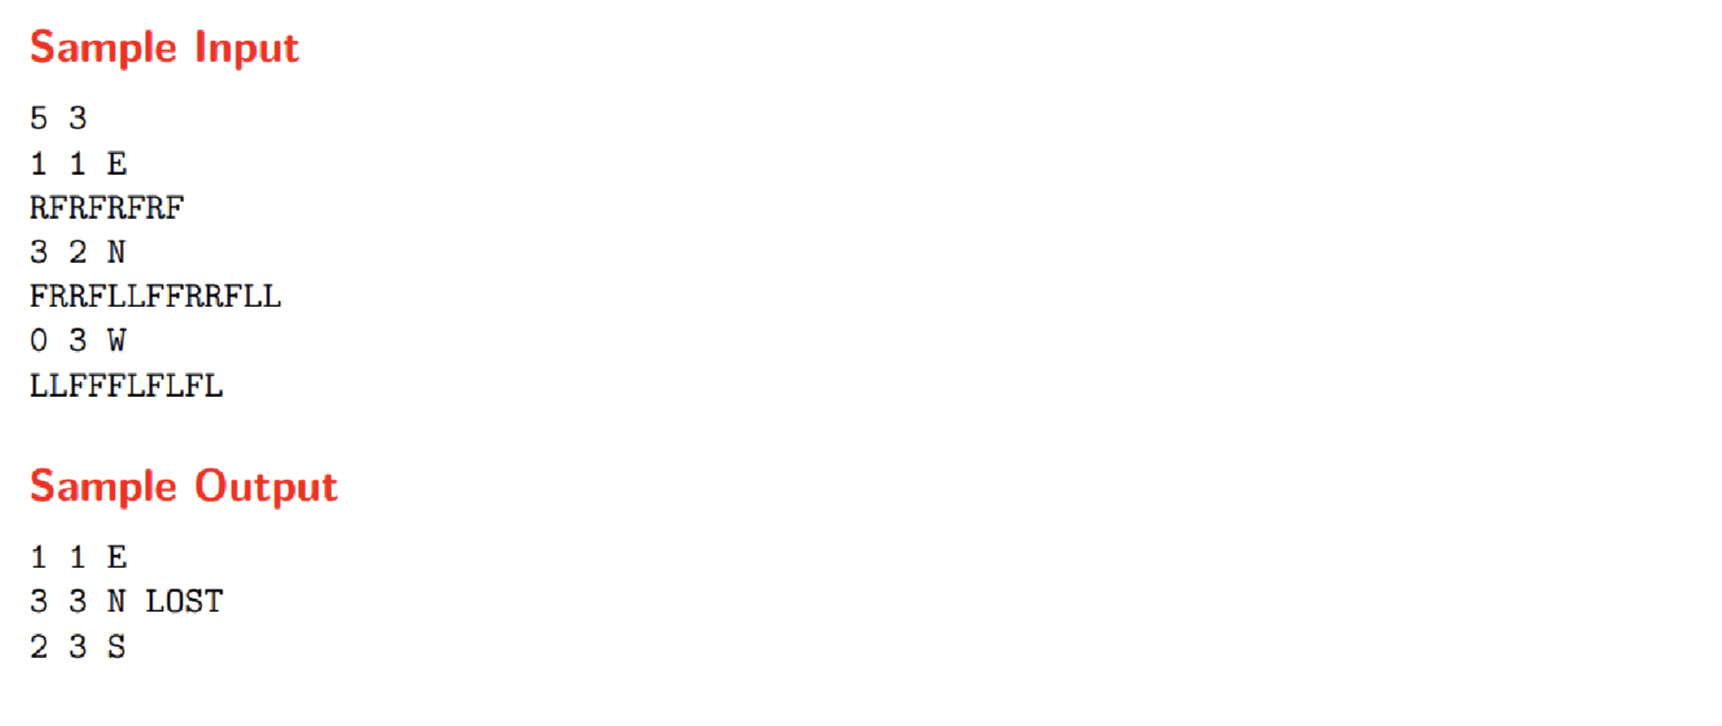 Sample Input
5 3
1 1 E
RFRFRFRF
3 2 N
FRRFLLFFRRFLL
0 3 W
LLFFFLFLFL
Sample Output
1 1 E
3 3 N LOST
2 3 S